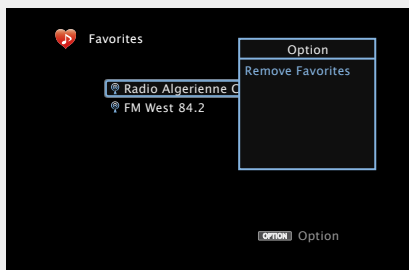 Favorites
Option
Remove Favorites
Radio Algerienne C
FM West 84.2
OPTION Option